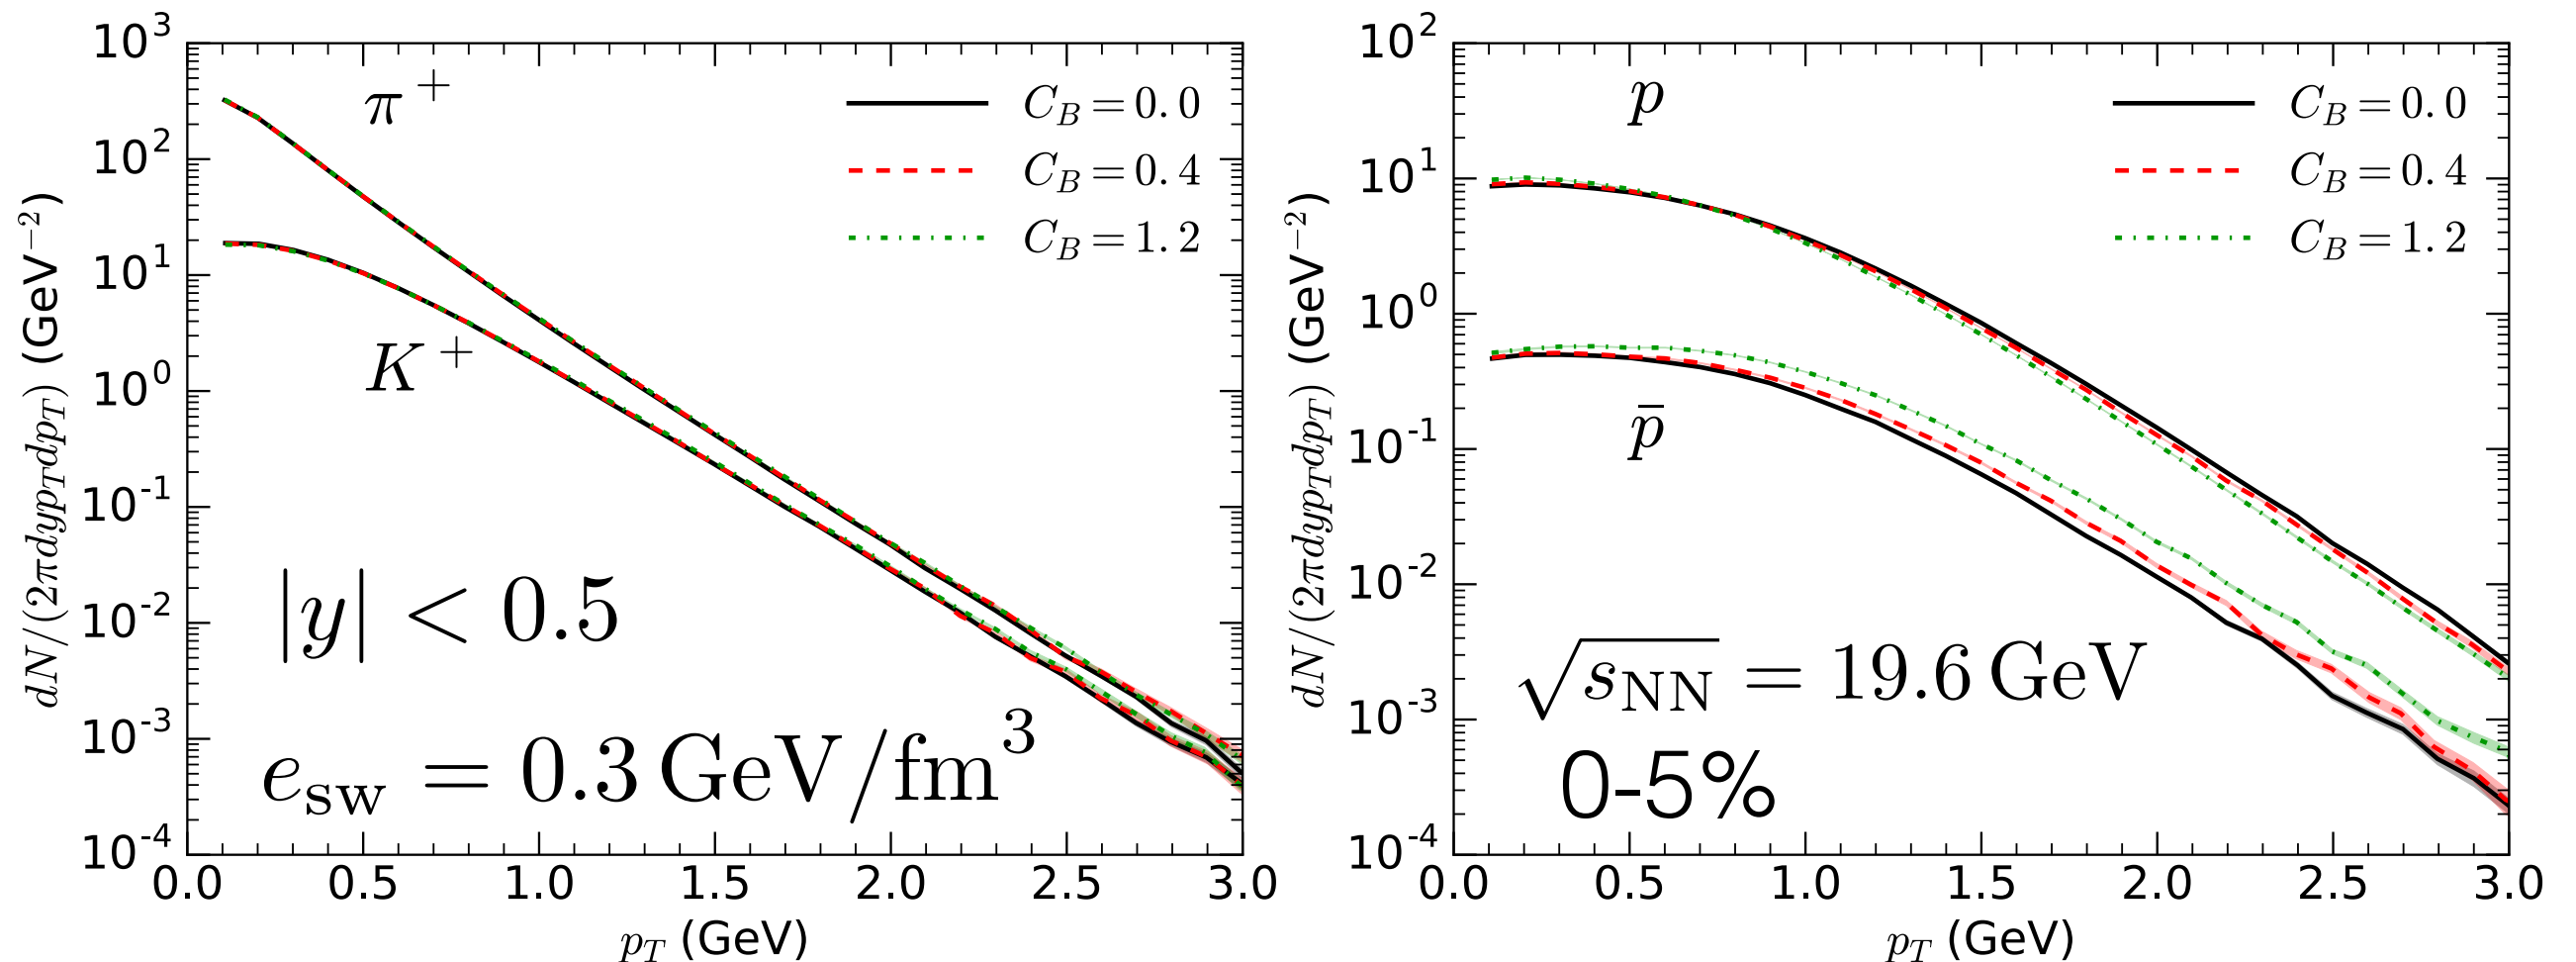 10^3
10^2
10^1
10^0
10^-1
10^-2
10^-3
10^-4
dN/(2πdyp_Tdp_T) (GeV^−2)
π^+
K^+
C_B = 0.0
C_B = 0.4
C_B = 1.2
|y| < 0.5
e_sw = 0.3 GeV/fm^3
0.0 0.5 1.0 1.5 2.0 2.5 3.0
p_T (GeV)
10^2
10^1
10^0
10^-1
10^-2
10^-3
10^-4
dN/(2πdyp_Tdp_T) (GeV^−2)
p
p̄
C_B = 0.0
C_B = 0.4
C_B = 1.2
√s_NN = 19.6 GeV
0-5%
0.0 0.5 1.0 1.5 2.0 2.5 3.0
p_T (GeV)